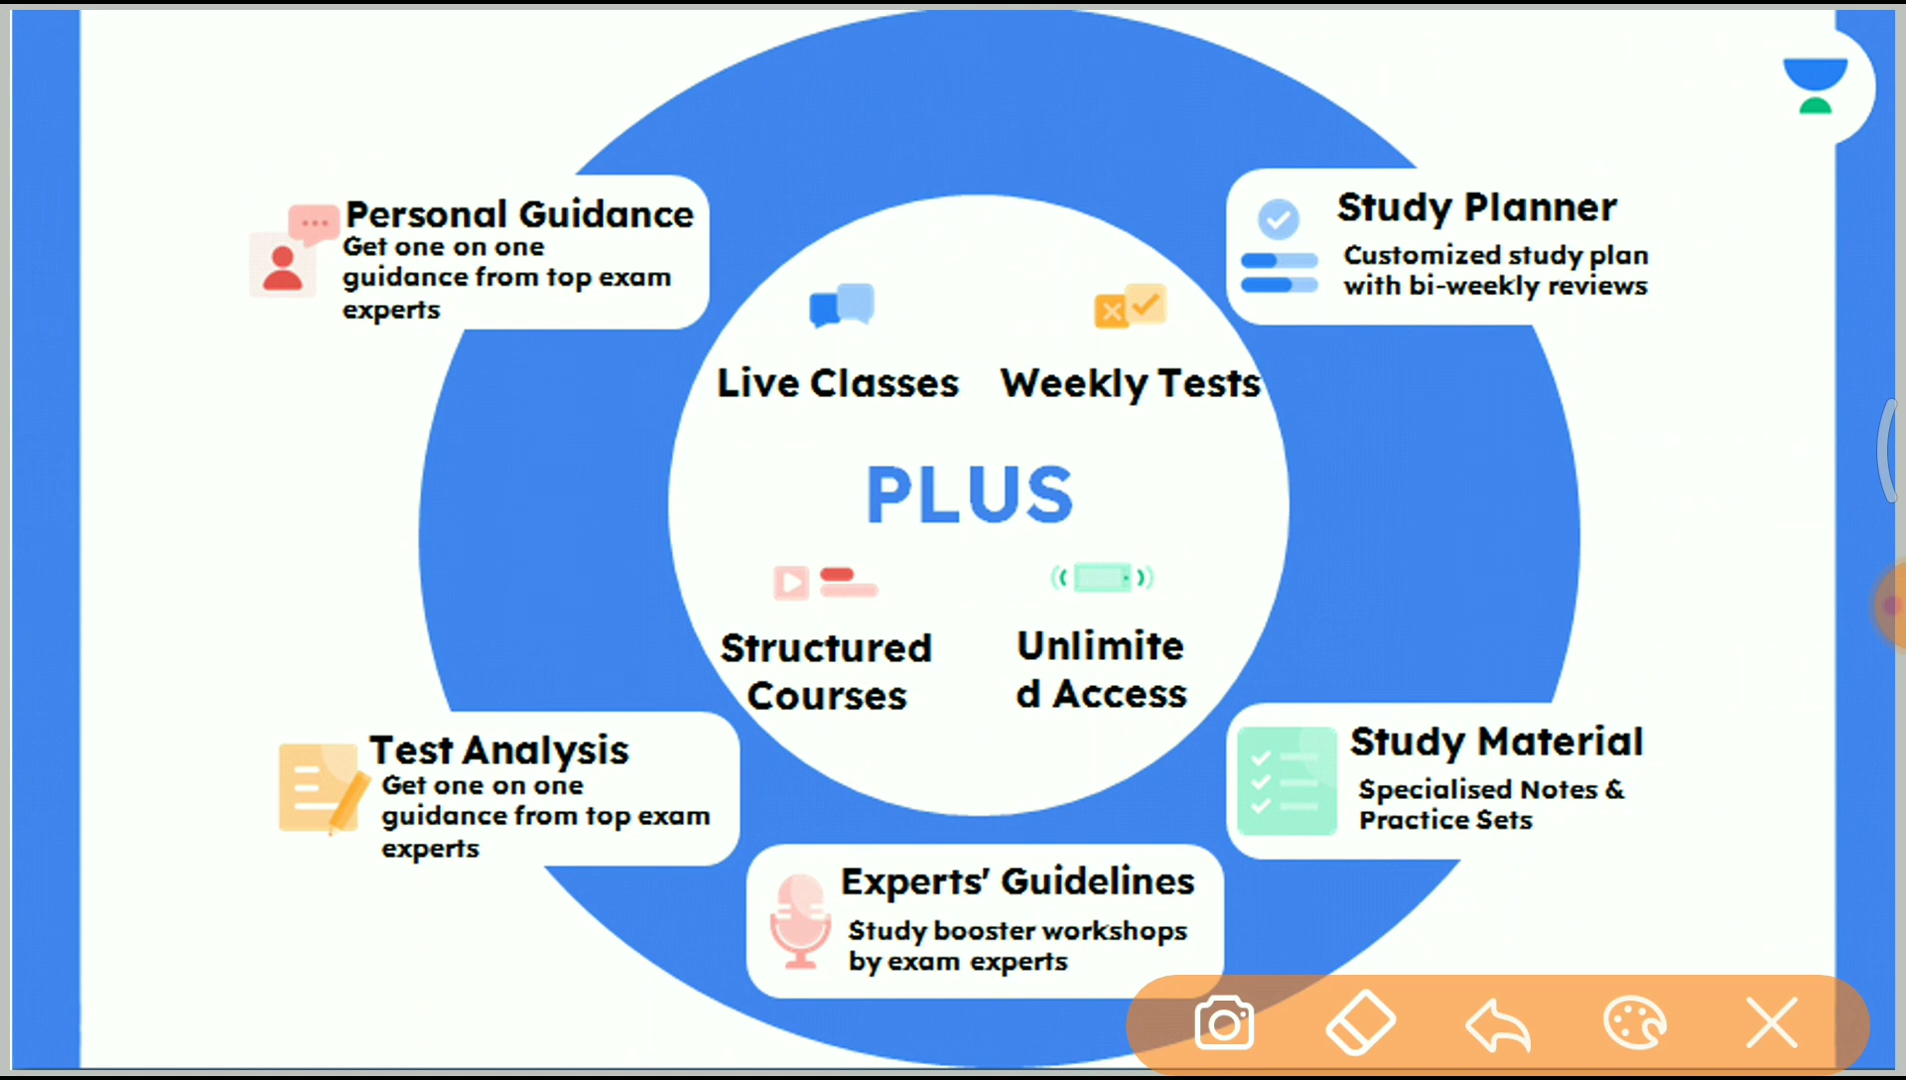 Personal Guidance
Get one on one
guidance from top exam
experts
Study Planner
Customized study plan
with bi-weekly reviews
Live Classes
Weekly Tests
PLUS
Structured
Courses
Unlimite
d Access
Test Analysis
Get one on one
guidance from top exam
experts
Study Material
Specialised Notes &
Practice Sets
Experts' Guidelines
Study booster workshops
by exam experts